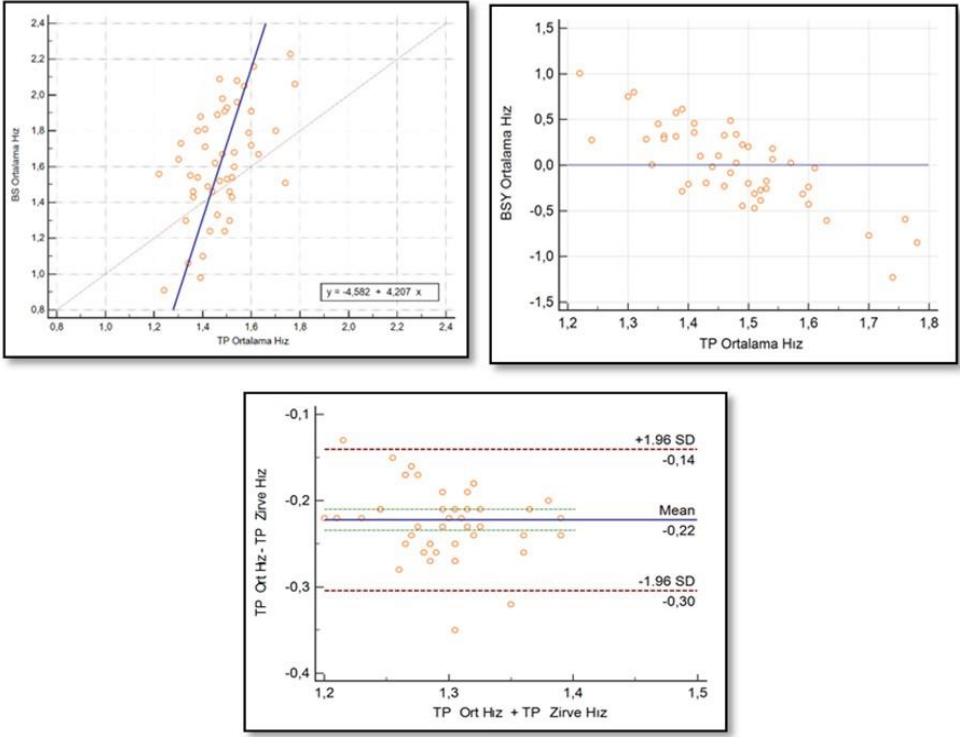 BS Ortalama Hız
2,4
2,2
2,0
1,8
1,6
1,4
1,2
1,0
0,8
y = -4,582 + 4,207 x
0,8 1,0 1,2 1,4 1,6 1,8 2,0 2,2 2,4
TP Ortalama Hız
BSY Ortalama Hız
1,5
1,0
0,5
0,0
-0,5
-1,0
-1,5
1,2 1,3 1,4 1,5 1,6 1,7 1,8
TP Ortalama Hız
TP Ort Hız - TP Zirve Hız
-0,1
-0,2
-0,3
-0,4
+1.96 SD
-0,14
Mean
-0,22
-1.96 SD
-0,30
1,2 1,3 1,4 1,5
TP Ort Hız + TP Zirve Hız